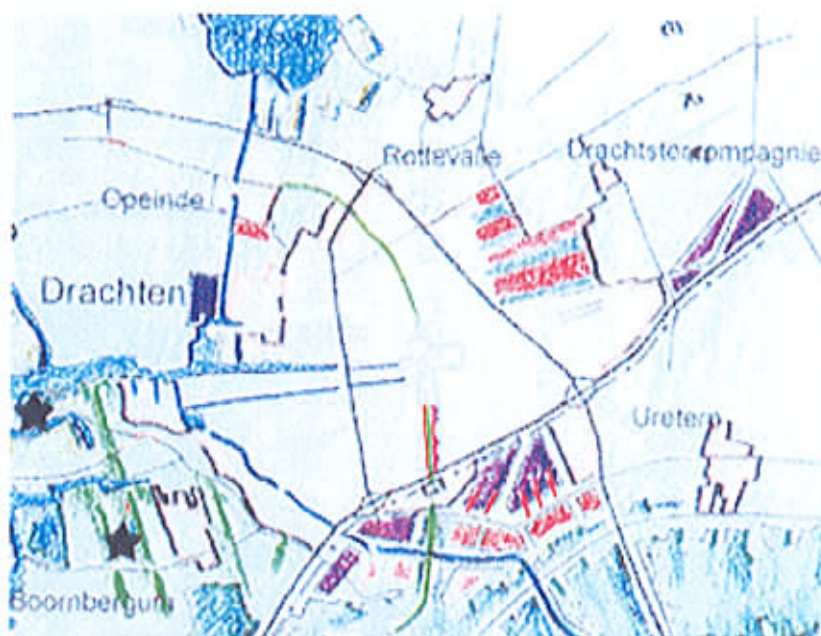 Rottevalle
Drachtstercompagnie
Opeinde
Drachten
Ureterp
Boornbergum